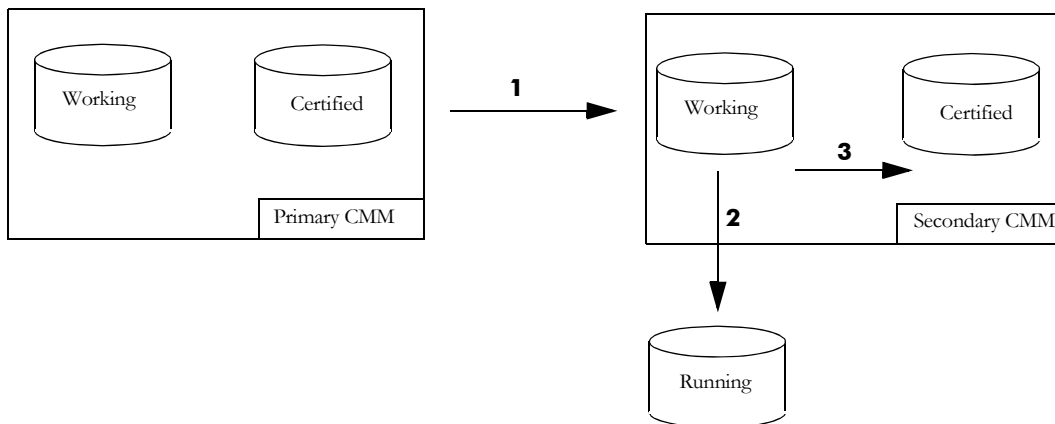 Working
Certified
1
Primary CMM
Working
Certified
3
2
Secondary CMM
Running